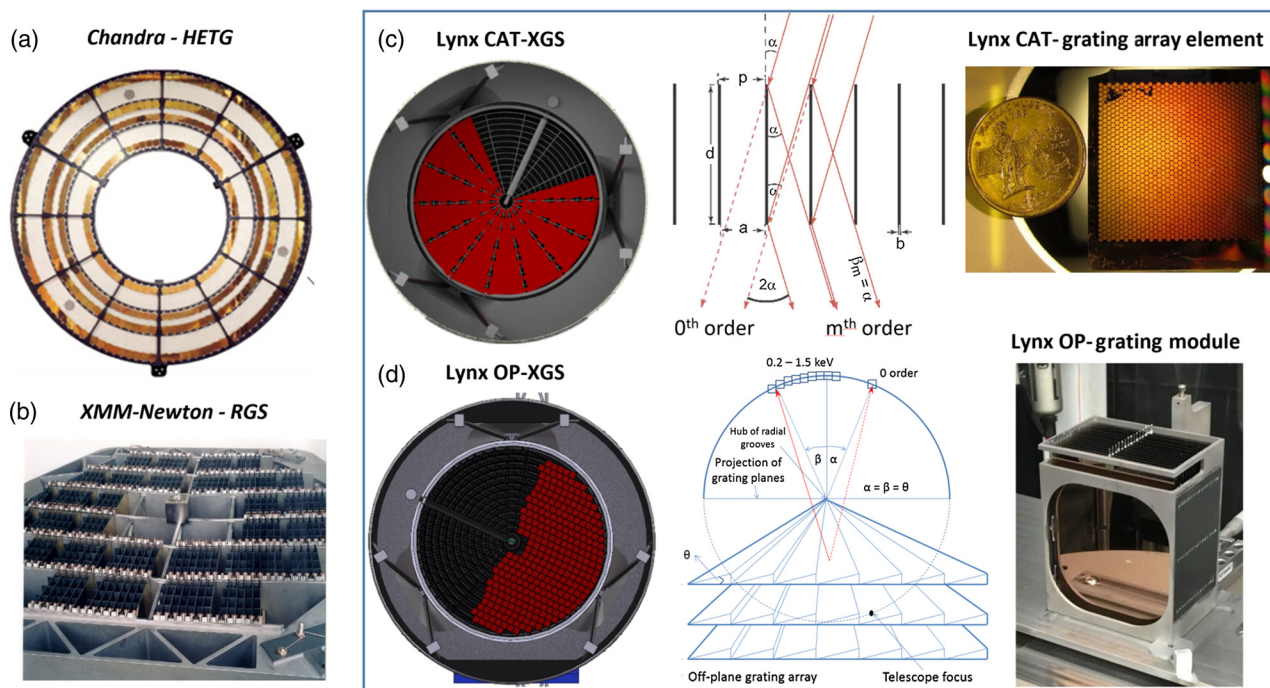 (a)
Chandra - HETG
(b)
XMM-Newton - RGS
(c)
Lynx CAT-XGS
α
p
d
α
α
a
b
2α
βm = α
0th order
mth order
Lynx CAT- grating array element
(d)
Lynx OP-XGS
0.2 – 1.5 keV
0 order
Hub of radial
grooves
Projection of
grating planes
β
α
α = β = θ
θ
Off-plane grating array
Telescope focus
Lynx OP- grating module